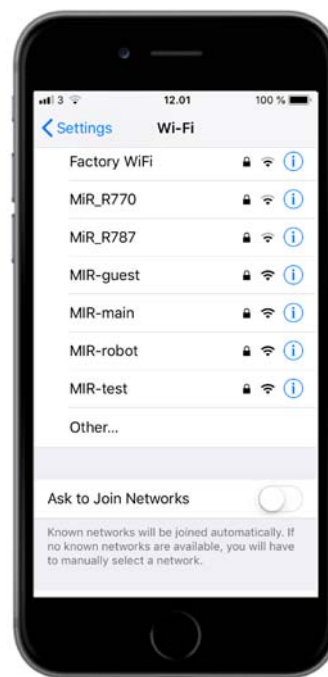 3 12.01 100 %
Settings Wi-Fi
Factory WiFi
MiR_R770
MiR_R787
MIR-guest
MIR-main
MIR-robot
MIR-test
Other...
Ask to Join Networks
Known networks will be joined automatically. If
no known networks are available, you will have
to manually select a network.